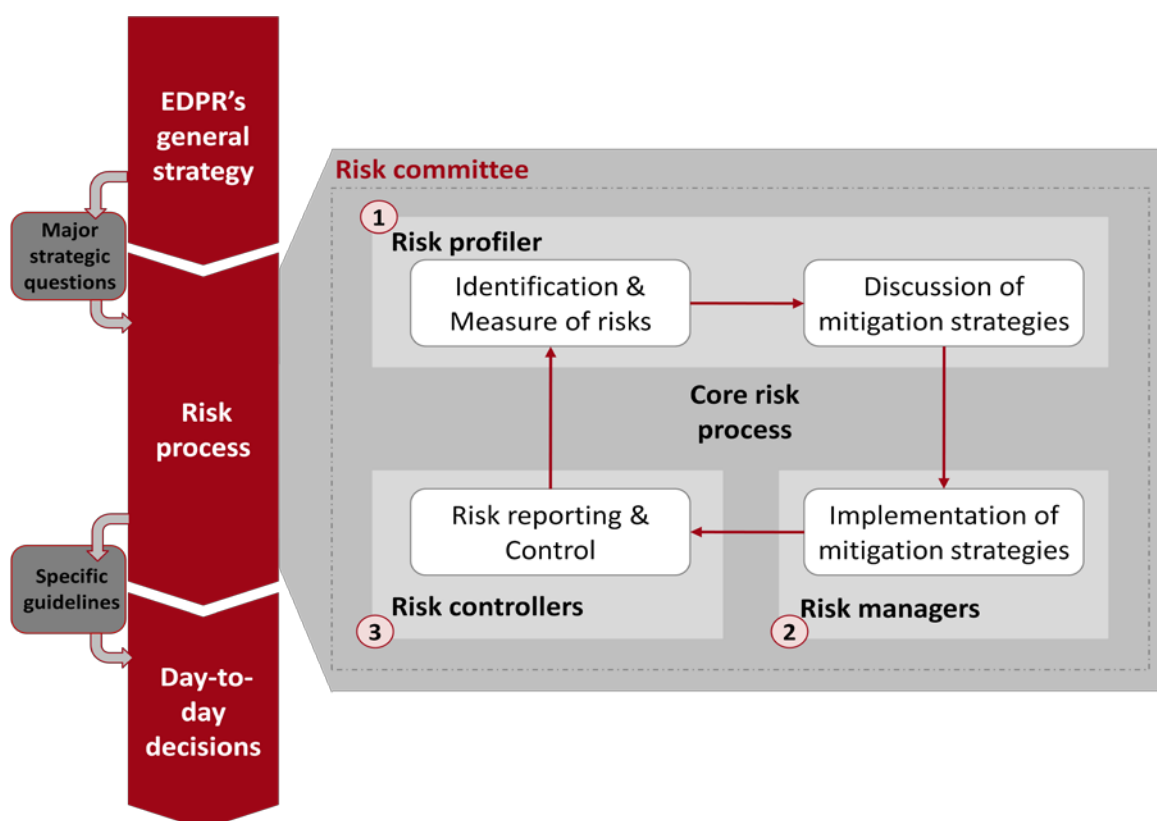 EDPR's
general
strategy
Major
strategic
questions
Risk
process
Specific
guidelines
Day-to-
day
decisions
Risk committee
1
Risk profiler
Identification &
Measure of risks
Discussion of
mitigation strategies
Core risk
process
Risk reporting &
Control
Implementation of
mitigation strategies
Risk controllers
3
Risk managers
2